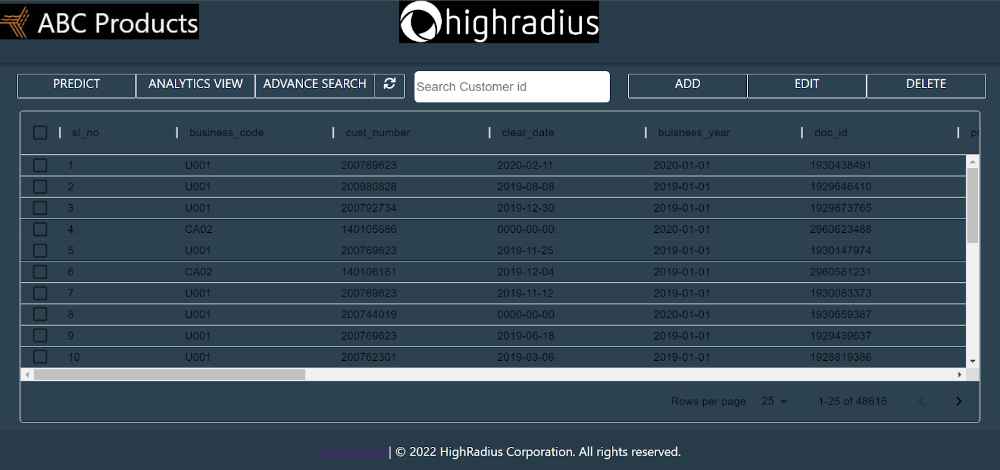 ABC Products
highradius
PREDICT ANALYTICS VIEW ADVANCE SEARCH Search Customer id ADD EDIT DELETE
sl_no business_code cust_number clear_date buisness_year doc_id
1 U001 200769623 2020-02-11 2020-01-01 1930438491
2 U001 200980828 2019-08-08 2019-01-01 1929646410
3 U001 200792734 2019-12-30 2019-01-01 1929873765
4 CA02 140105686 0000-00-00 2020-01-01 2960623488
5 U001 200769623 2019-11-25 2019-01-01 1930147974
6 CA02 140106181 2019-12-04 2019-01-01 2960581231
7 U001 200769623 2019-11-12 2019-01-01 1930083373
8 U001 200744019 0000-00-00 2020-01-01 1930659387
9 U001 200769623 2019-06-18 2019-01-01 1929439637
10 U001 200762301 2019-03-06 2019-01-01 1928819386
Rows per page 25 1-25 of 48616
| © 2022 HighRadius Corporation. All rights reserved.